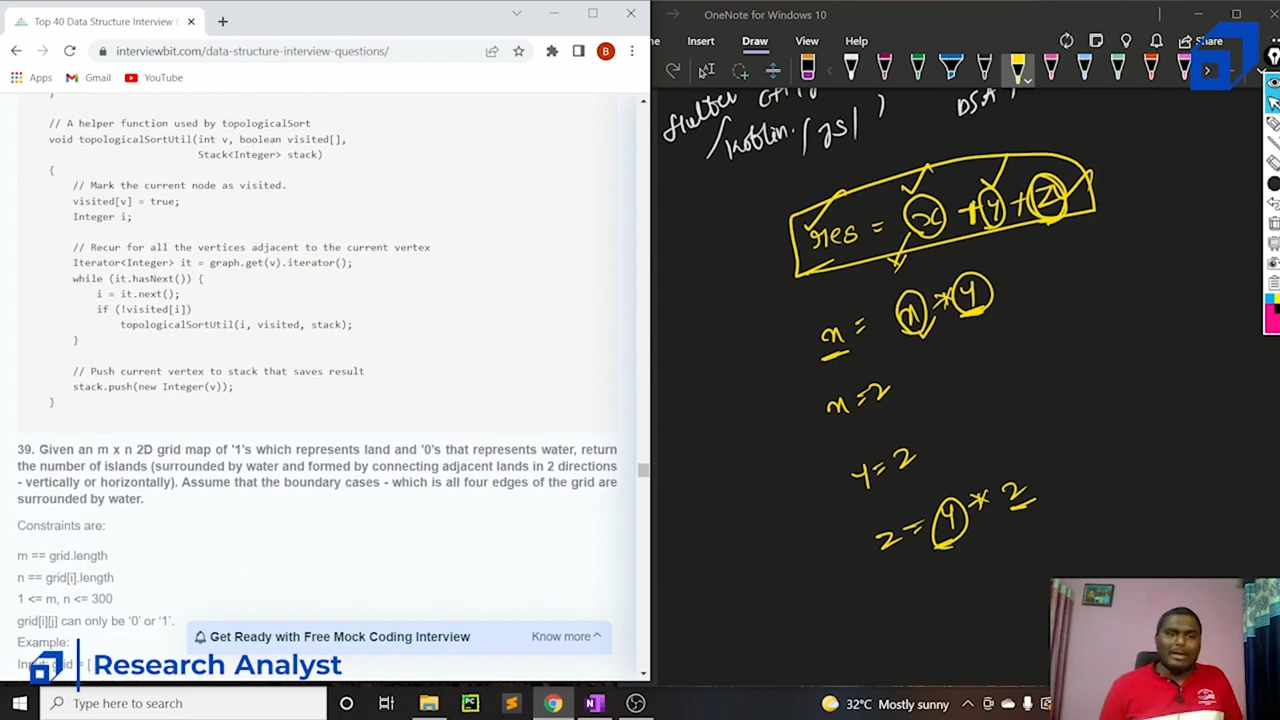 Top 40 Data Structure Interview
interviewbit.com/data-structure-interview-questions/
B
Apps
Gmail
YouTube
}
// A helper function used by topologicalSort
void topologicalSortUtil(int v, boolean visited[],
Stack<Integer> stack)
{
// Mark the current node as visited.
visited[v] = true;
Integer i;
// Recur for all the vertices adjacent to the current vertex
Iterator<Integer> it = graph.get(v).iterator();
while (it.hasNext()) {
i = it.next();
if (!visited[i])
topologicalSortUtil(i, visited, stack);
}
// Push current vertex to stack that saves result
stack.push(new Integer(v));
}
39. Given an m x n 2D grid map of '1's which represents land and '0's that represents water, return
the number of islands (surrounded by water and formed by connecting adjacent lands in 2 directions
- vertically or horizontally). Assume that the boundary cases - which is all four edges of the grid are
surrounded by water.
Constraints are:
m == grid.length
n == grid[i].length
1 <= m, n <= 300
grid[i][j] can only be '0' or '1'.
Example:
Input: grid = [
Get Ready with Free Mock Coding Interview
Know more
Research Analyst
Type here to search
OneNote for Windows 10
Insert
Draw
View
Help
Share
DSA
/Kotlin. / JS /
res = x + y + z
x = x * y
x = 2
y = 2
z = y * 2
32°C Mostly sunny